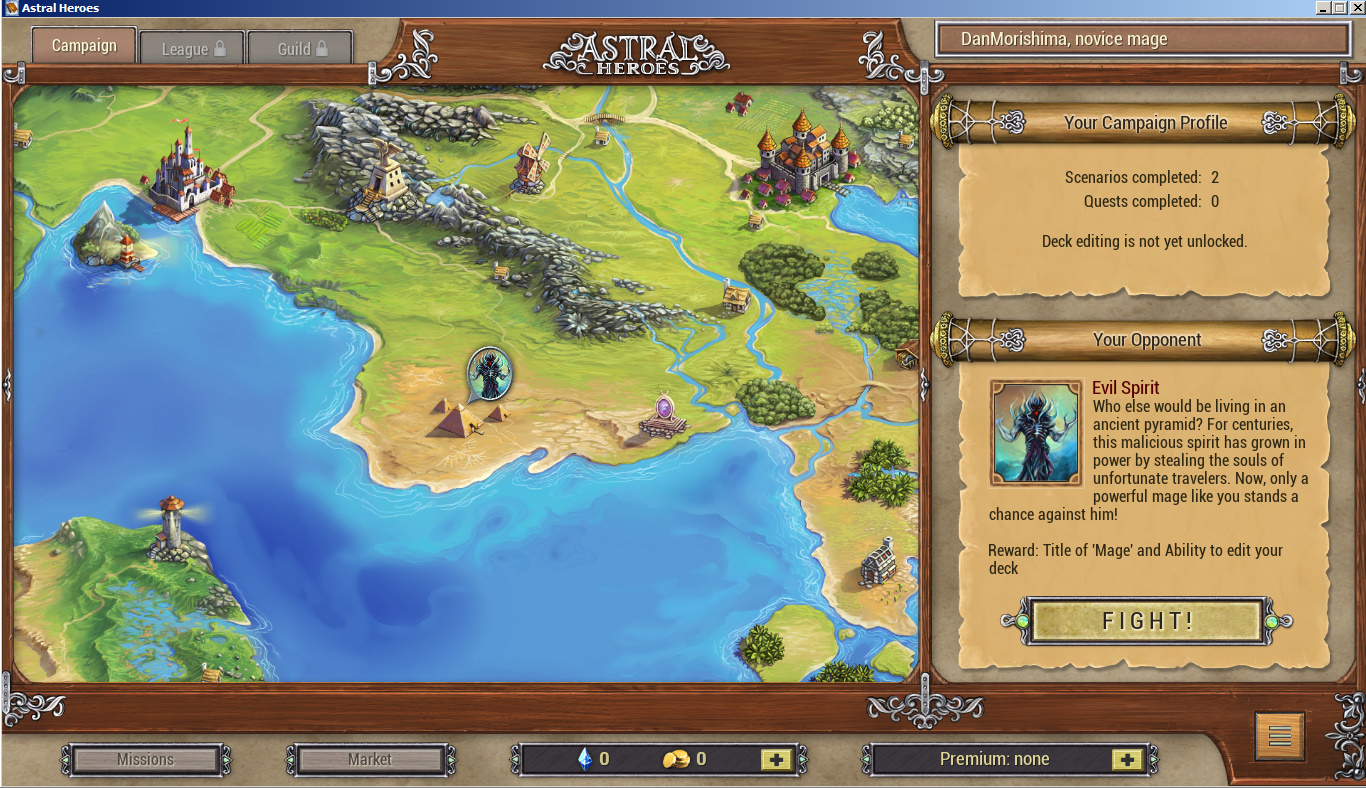 Astral Heroes
Campaign
League
Guild
ASTRAL
HEROES
DanMorishima, novice mage
Your Campaign Profile
Scenarios completed: 2
Quests completed: 0
Deck editing is not yet unlocked.
Your Opponent
Evil Spirit
Who else would be living in an
ancient pyramid? For centuries,
this malicious spirit has grown in
power by stealing the souls of
unfortunate travelers. Now, only a
powerful mage like you stands a
chance against him!
Reward: Title of 'Mage' and Ability to edit your
deck
FIGHT!
Missions
Market
0
0
Premium: none